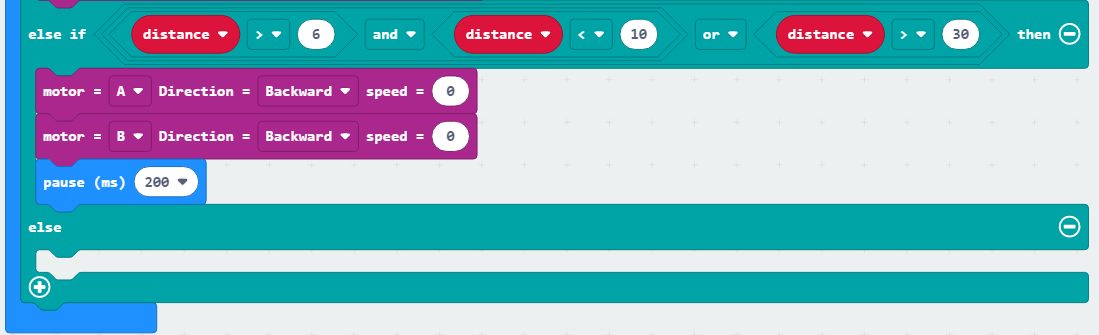 else if distance > 6 and distance < 10 or distance > 30 then
motor = A Direction = Backward speed = 0
motor = B Direction = Backward speed = 0
pause (ms) 200
else